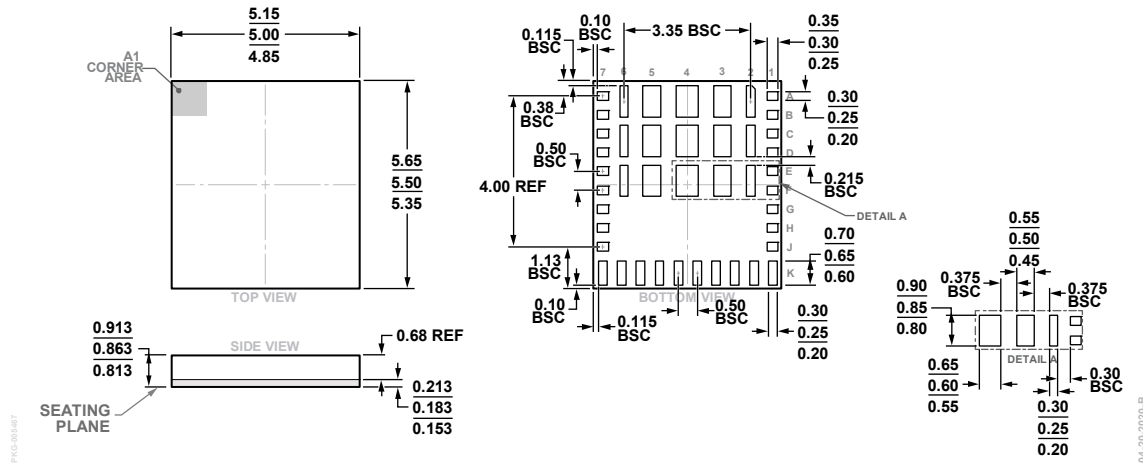 5.15
5.00
4.85
A1
CORNER
AREA
5.65
5.50
5.35
TOP VIEW
0.913
0.863
0.813
SIDE VIEW
0.68 REF
0.213
0.183
0.153
SEATING
PLANE
PKG-005467
0.10
BSC
0.115
BSC
3.35 BSC
0.35
0.30
0.25
7 6 5 4 3 2 1
A
B
C
D
E
F
G
H
J
K
0.38
BSC
0.50
BSC
4.00 REF
0.30
0.25
0.20
0.215
BSC
DETAIL A
1.13
BSC
0.70
0.65
0.60
0.10
BSC
BOTTOM VIEW
0.115
BSC
0.50
BSC
0.30
0.25
0.20
0.55
0.50
0.45
0.90
0.85
0.80
0.375
BSC
0.375
BSC
DETAIL A
0.65
0.60
0.55
0.30
BSC
0.30
0.25
0.20
04-20-2020-B